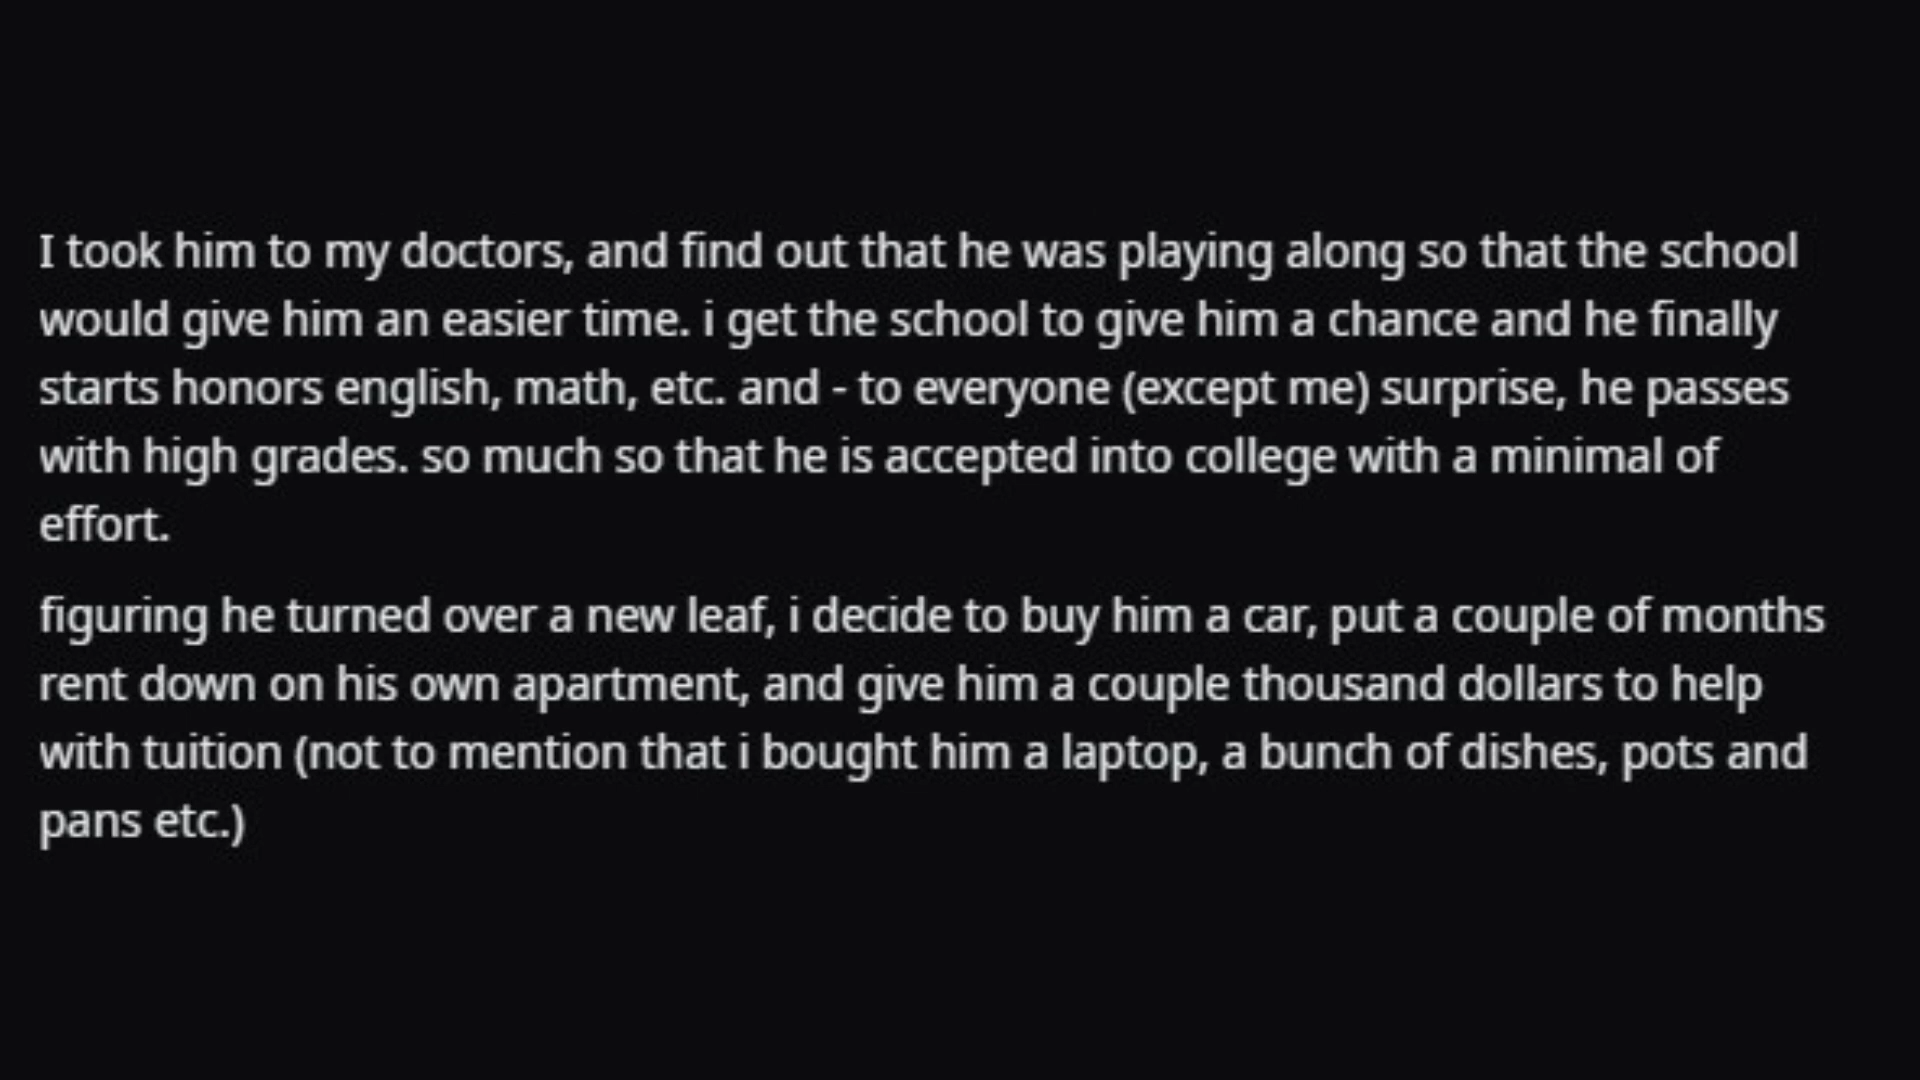 I took him to my doctors, and find out that he was playing along so that the school
would give him an easier time. i get the school to give him a chance and he finally
starts honors english, math, etc. and - to everyone (except me) surprise, he passes
with high grades. so much so that he is accepted into college with a minimal of
effort.
figuring he turned over a new leaf, i decide to buy him a car, put a couple of months
rent down on his own apartment, and give him a couple thousand dollars to help
with tuition (not to mention that i bought him a laptop, a bunch of dishes, pots and
pans etc.)